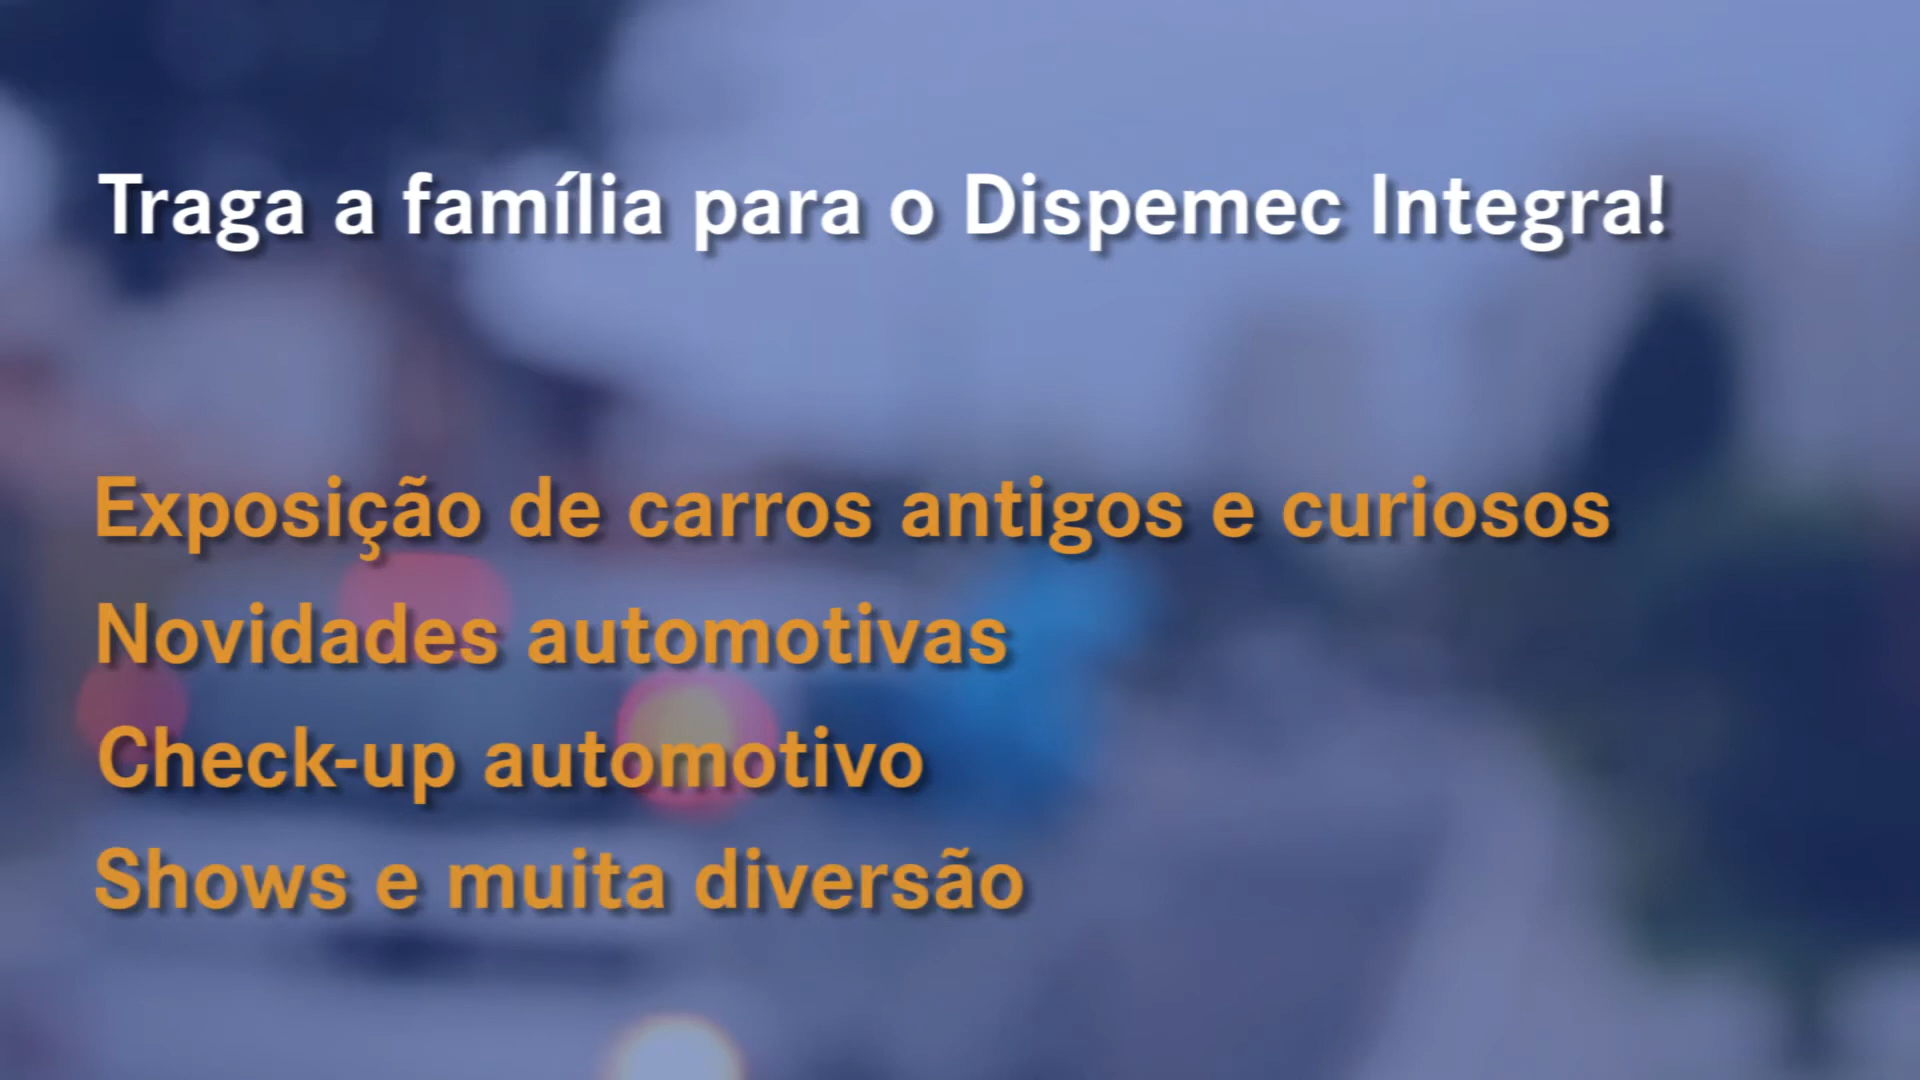 Traga a família para o Dispemec Integra!
Exposição de carros antigos e curiosos
Novidades automotivas
Check-up automotivo
Shows e muita diversão